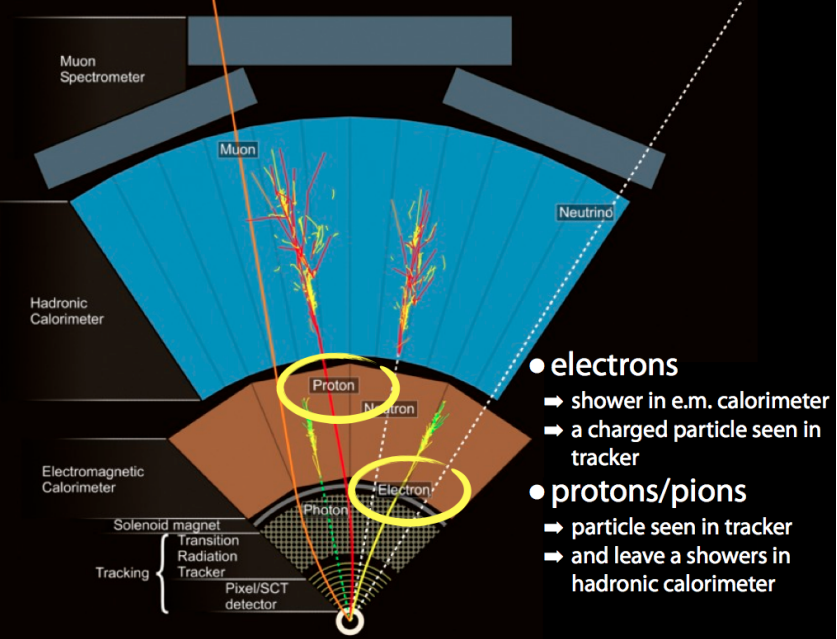 Muon
Spectrometer
Muon
Neutrino
Hadronic
Calorimeter
Proton
Neutron
Electromagnetic
Calorimeter
Electron
Photon
Solenoid magnet
Transition
Radiation
Tracker
Tracking
Pixel/SCT
detector
● electrons
➡ shower in e.m. calorimeter
➡ a charged particle seen in
tracker
● protons/pions
➡ particle seen in tracker
➡ and leave a showers in
hadronic calorimeter